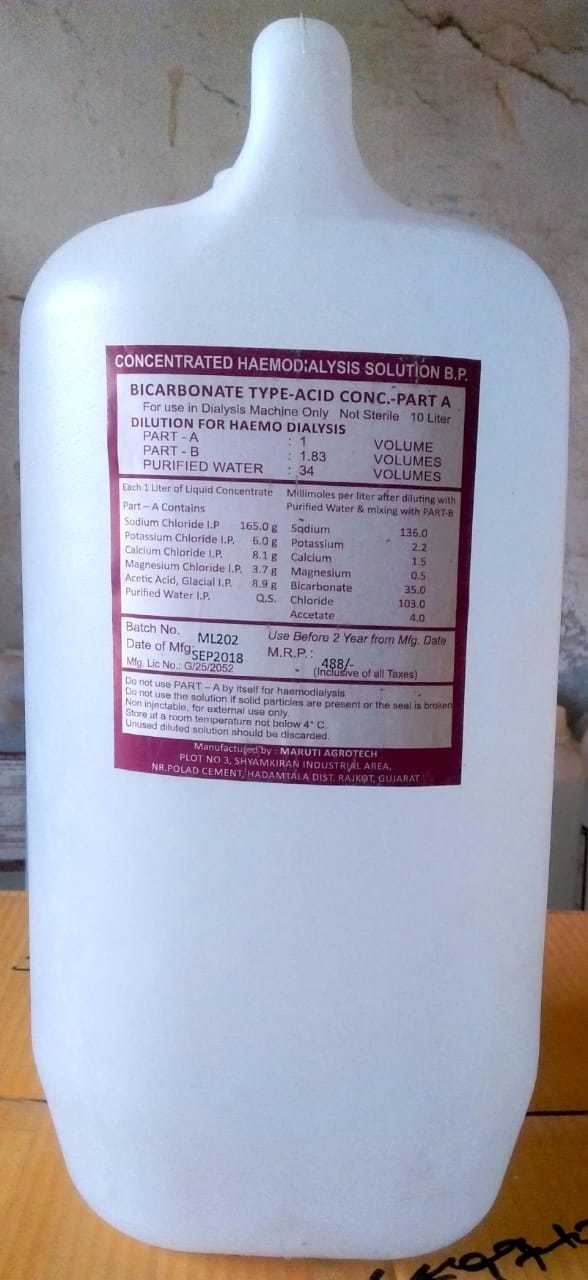 CONCENTRATED HAEMODIALYSIS SOLUTION B.P.
BICARBONATE TYPE-ACID CONC.-PART A
For use in Dialysis Machine Only Not Sterile 10 Liter
DILUTION FOR HAEMO DIALYSIS
PART - A : 1 VOLUME
PART - B : 1.83 VOLUMES
PURIFIED WATER : 34 VOLUMES
Each 1 Liter of Liquid Concentrate
Part – A Contains
Sodium Chloride I.P 165.0 g
Potassium Chloride I.P. 6.0 g
Calcium Chloride I.P. 8.1 g
Magnesium Chloride I.P. 3.7 g
Acetic Acid, Glacial I.P. 8.9 g
Purified Water I.P. Q.S.
Millimoles per liter after diluting with
Purified Water & mixing with PART-B
Sodium 136.0
Potassium 2.2
Calcium 1.5
Magnesium 0.5
Bicarbonate 35.0
Chloride 103.0
Accetate 4.0
Batch No. ML202 Use Before 2 Year from Mfg. Date
Date of Mfg. SEP2018 M.R.P.: 488/-
Mfg. Lic No.: G/25/2052 (Inclusive of all Taxes)
Do not use PART – A by itself for haemodialysis
Do not use the solution if solid particles are present or the seal is broken
Non injectable, for external use only.
Store at a room temperature not below 4° C.
Unused diluted solution should be discarded.
Manufactured by : MARUTI AGROTECH
PLOT NO 3, SHYAMKIRAN INDUSTRIAL AREA,
NR.POLAD CEMENT, HADAMTALA DIST. RAJKOT, GUJARAT